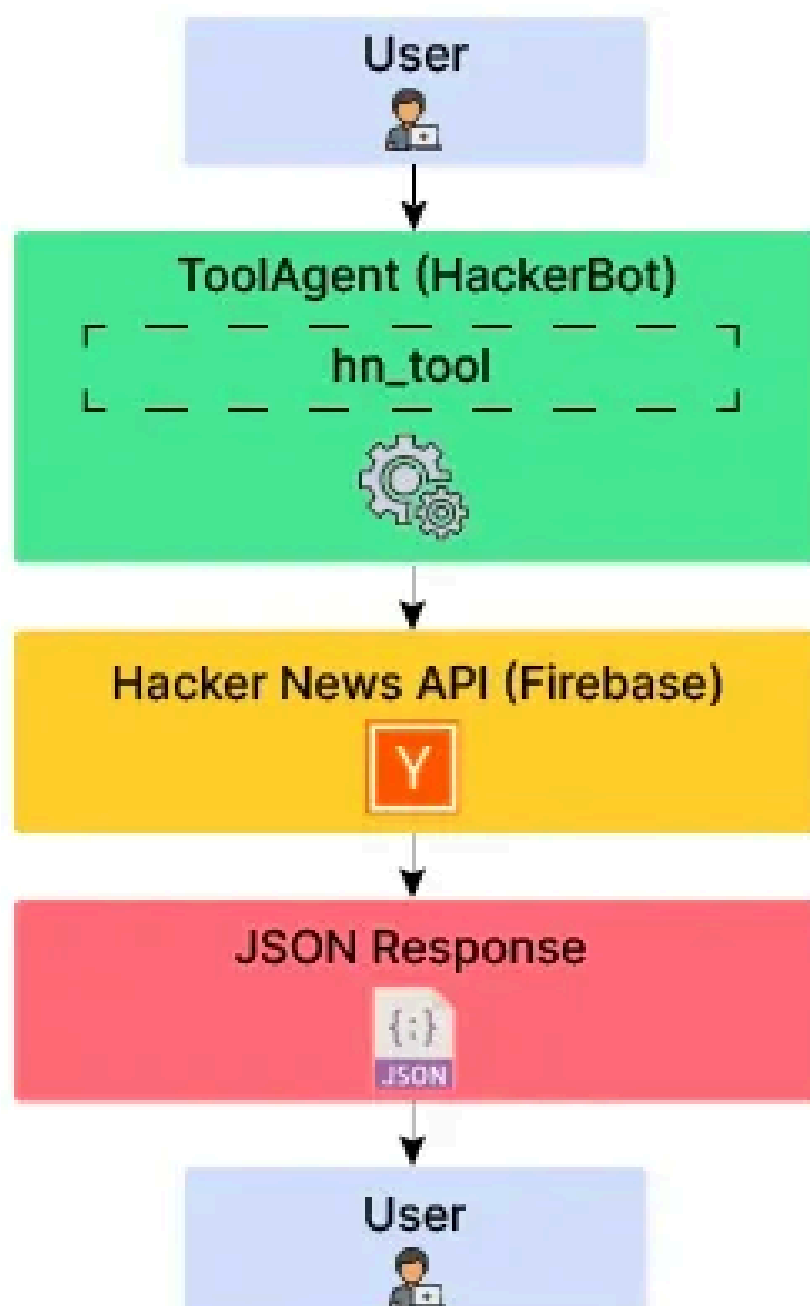 User
ToolAgent (HackerBot)
hn_tool
Hacker News API (Firebase)
Y
JSON Response
{:}
JSON
User